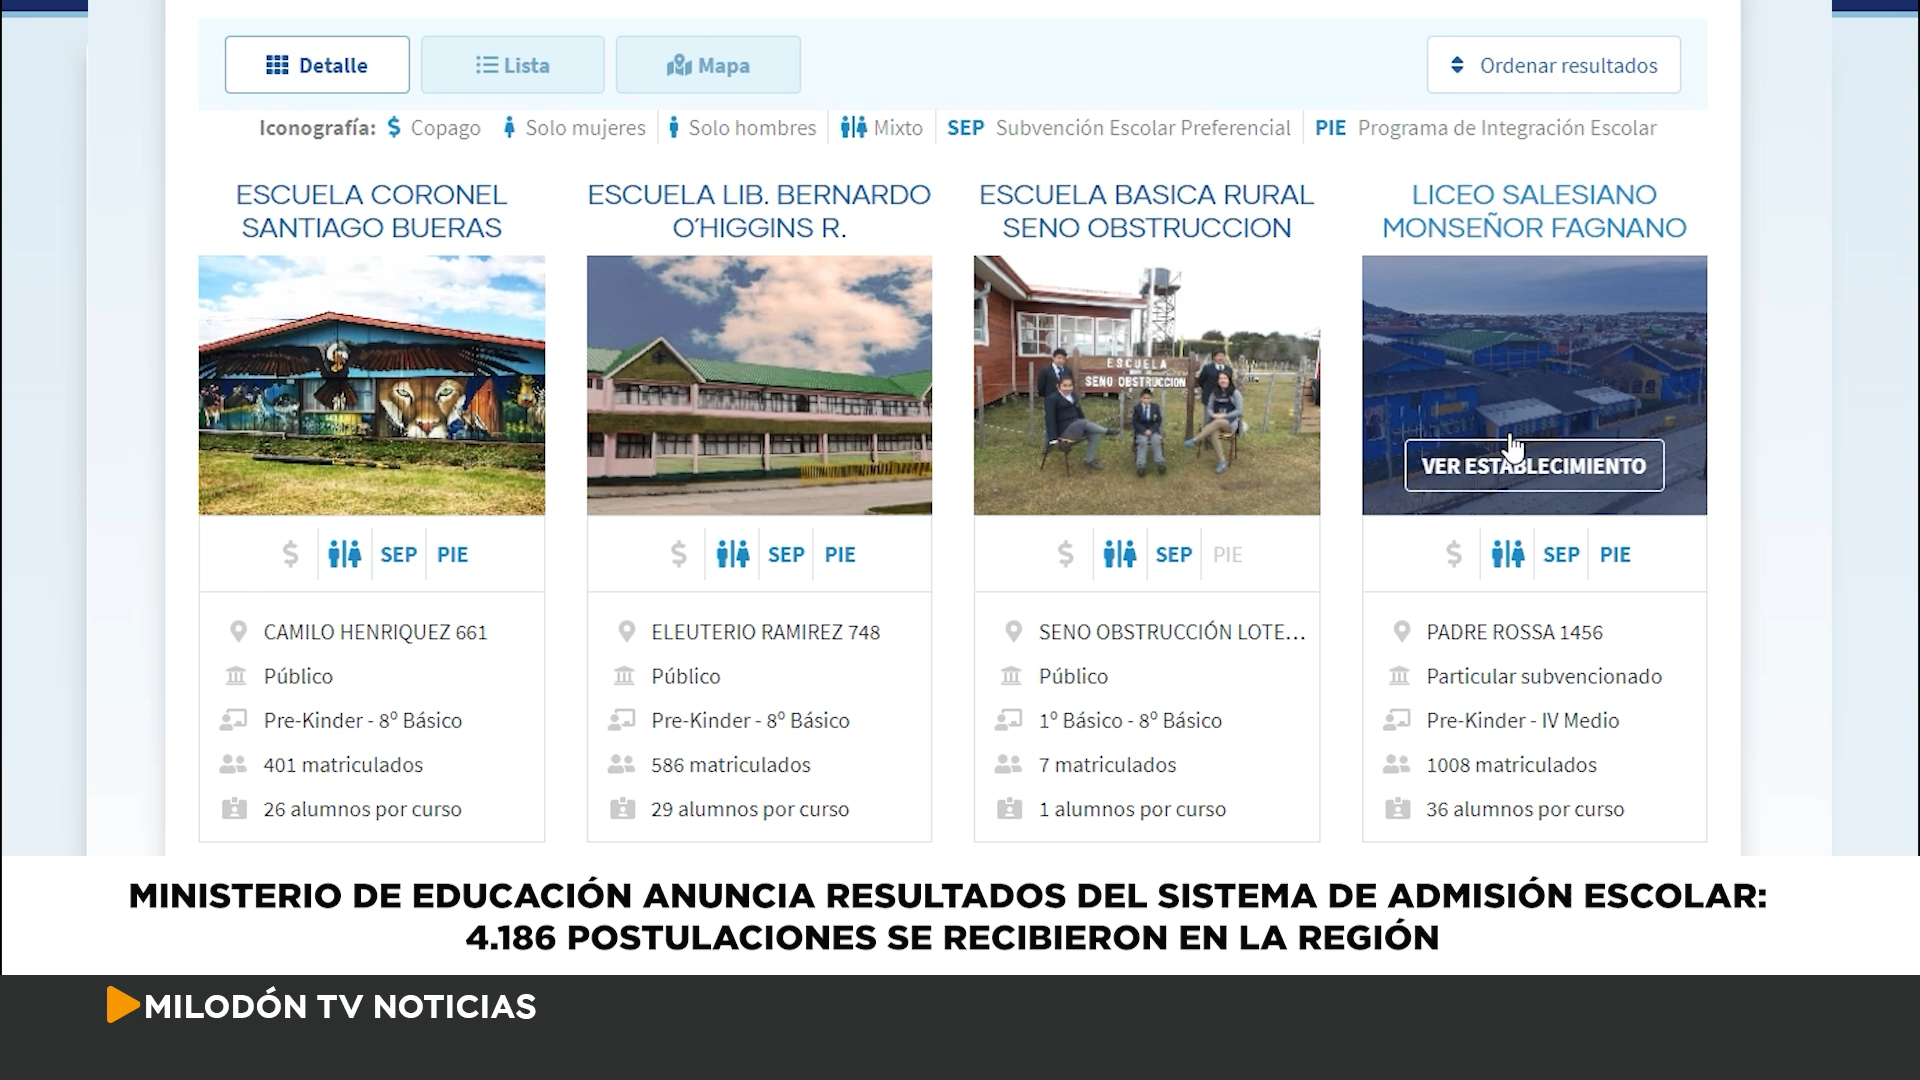 Detalle
Lista
Mapa
Ordenar resultados
Iconografía: $ Copago Solo mujeres Solo hombres Mixto SEP Subvención Escolar Preferencial PIE Programa de Integración Escolar
ESCUELA CORONEL
SANTIAGO BUERAS
$ SEP PIE
CAMILO HENRIQUEZ 661
Público
Pre-Kinder - 8º Básico
401 matriculados
26 alumnos por curso
ESCUELA LIB. BERNARDO
O'HIGGINS R.
$ SEP PIE
ELEUTERIO RAMIREZ 748
Público
Pre-Kinder - 8º Básico
586 matriculados
29 alumnos por curso
ESCUELA BASICA RURAL
SENO OBSTRUCCION
ESCUELA
SENO OBSTRUCCION
$ SEP PIE
SENO OBSTRUCCIÓN LOTE...
Público
1º Básico - 8º Básico
7 matriculados
1 alumnos por curso
LICEO SALESIANO
MONSEÑOR FAGNANO
VER ESTABLECIMIENTO
$ SEP PIE
PADRE ROSSA 1456
Particular subvencionado
Pre-Kinder - IV Medio
1008 matriculados
36 alumnos por curso
MINISTERIO DE EDUCACIÓN ANUNCIA RESULTADOS DEL SISTEMA DE ADMISIÓN ESCOLAR:
4.186 POSTULACIONES SE RECIBIERON EN LA REGIÓN
MILODÓN TV NOTICIAS